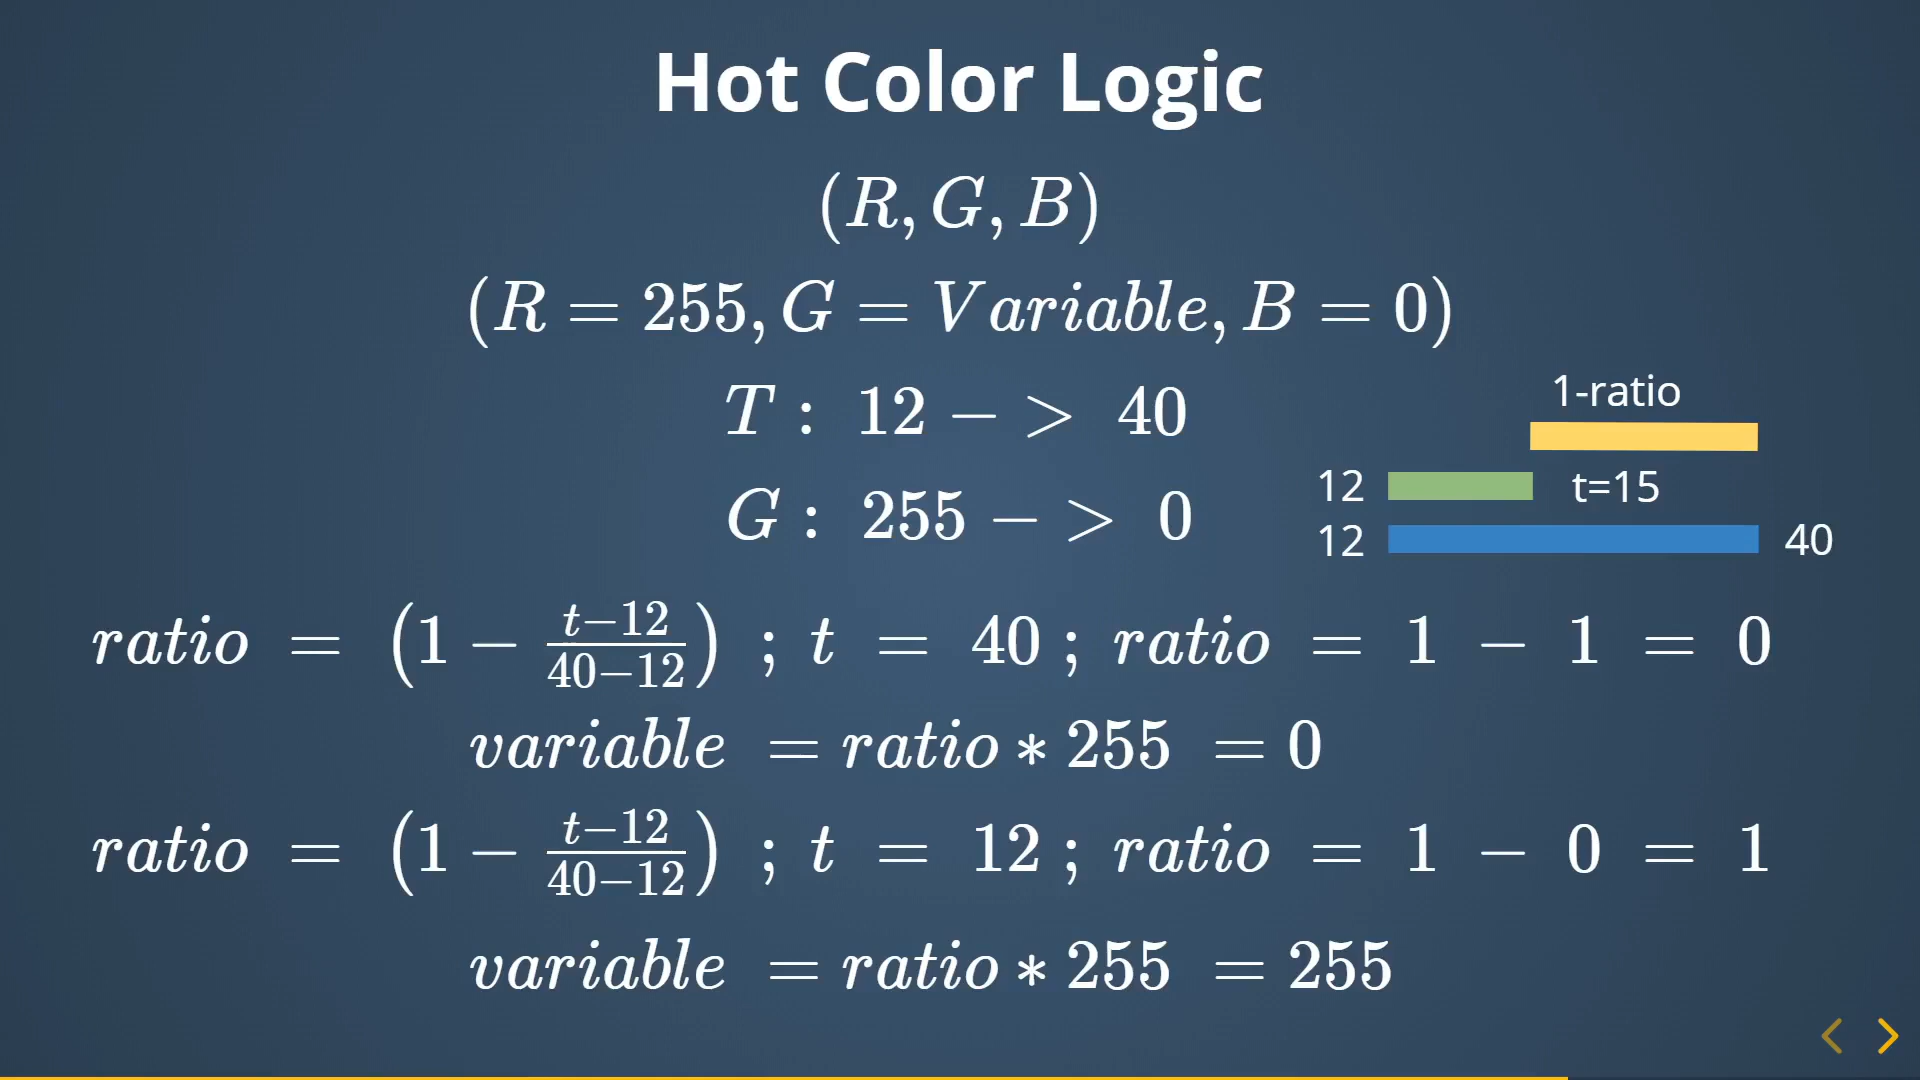 Hot Color Logic
(R, G, B)
(R = 255, G = Variable, B = 0)
T : 12 − > 40
G : 255 − > 0
1-ratio
12 t=15
12 40
ratio = (1 − \frac{t−12}{40−12}) ; t = 40 ; ratio = 1 − 1 = 0
variable = ratio ∗ 255 = 0
ratio = (1 − \frac{t−12}{40−12}) ; t = 12 ; ratio = 1 − 0 = 1
variable = ratio ∗ 255 = 255